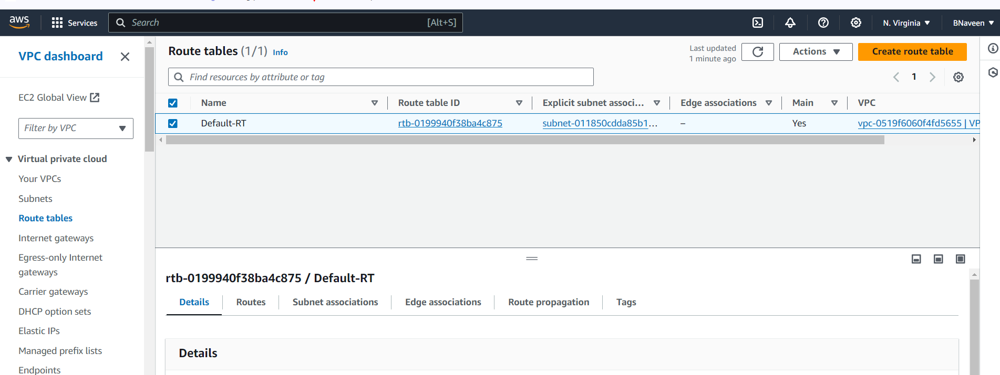 aws
Services
Search
[Alt+S]
N. Virginia
BNaveen
VPC dashboard
EC2 Global View
Filter by VPC
Virtual private cloud
Your VPCs
Subnets
Route tables
Internet gateways
Egress-only Internet
gateways
Carrier gateways
DHCP option sets
Elastic IPs
Managed prefix lists
Endpoints
Route tables (1/1) Info
Last updated
1 minute ago
Actions
Create route table
Find resources by attribute or tag
1
Name
Route table ID
Explicit subnet associ...
Edge associations
Main
VPC
Default-RT
rtb-0199940f38ba4c875
subnet-011850cdda85b1...
–
Yes
vpc-0519f6060f4fd5655 | VP
rtb-0199940f38ba4c875 / Default-RT
Details
Routes
Subnet associations
Edge associations
Route propagation
Tags
Details